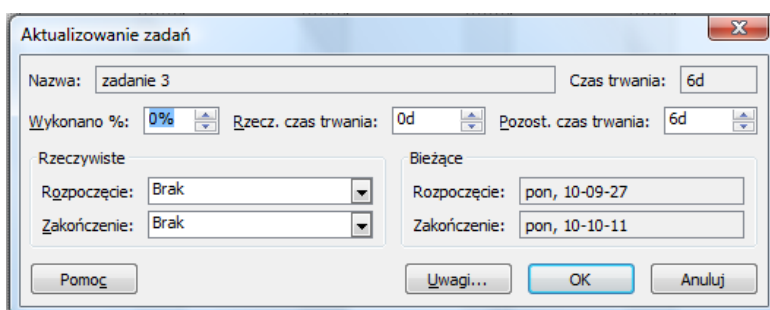 Aktualizowanie zadań
Nazwa: zadanie 3 Czas trwania: 6d
Wykonano %: 0% Rzecz. czas trwania: 0d Pozost. czas trwania: 6d
Rzeczywiste Bieżące
Rozpoczęcie: Brak Rozpoczęcie: pon, 10-09-27
Zakończenie: Brak Zakończenie: pon, 10-10-11
Pomoc Uwagi... OK Anuluj